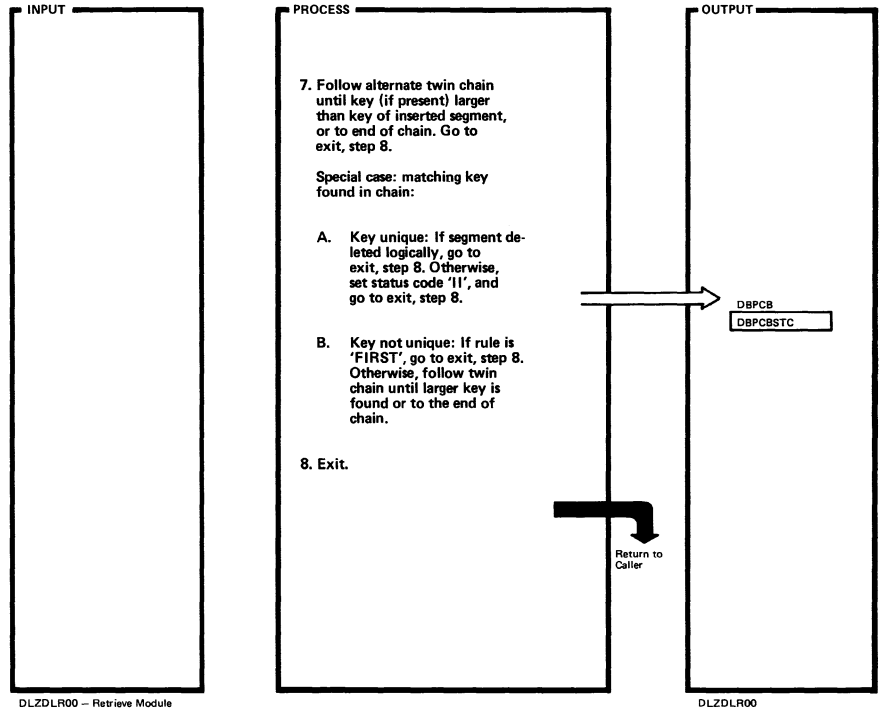 INPUT
PROCESS
OUTPUT
7. Follow alternate twin chain
until key (if present) larger
than key of inserted segment,
or to end of chain. Go to
exit, step 8.
Special case: matching key
found in chain:
A. Key unique: If segment de-
leted logically, go to
exit, step 8. Otherwise,
set status code 'II', and
go to exit, step 8.
DBPCB
DBPCBSTC
B. Key not unique: If rule is
'FIRST', go to exit, step 8.
Otherwise, follow twin
chain until larger key is
found or to the end of
chain.
8. Exit.
Return to
Caller
DLZDLR00 – Retrieve Module
DLZDLR00